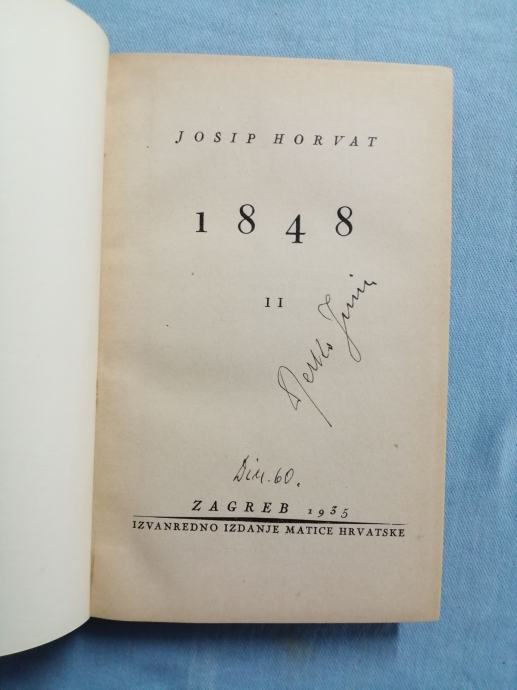 JOSIP HORVAT
1848
II
Din. 60.
ZAGREB 1935
IZVANREDNO IZDANJE MATICE HRVATSKE